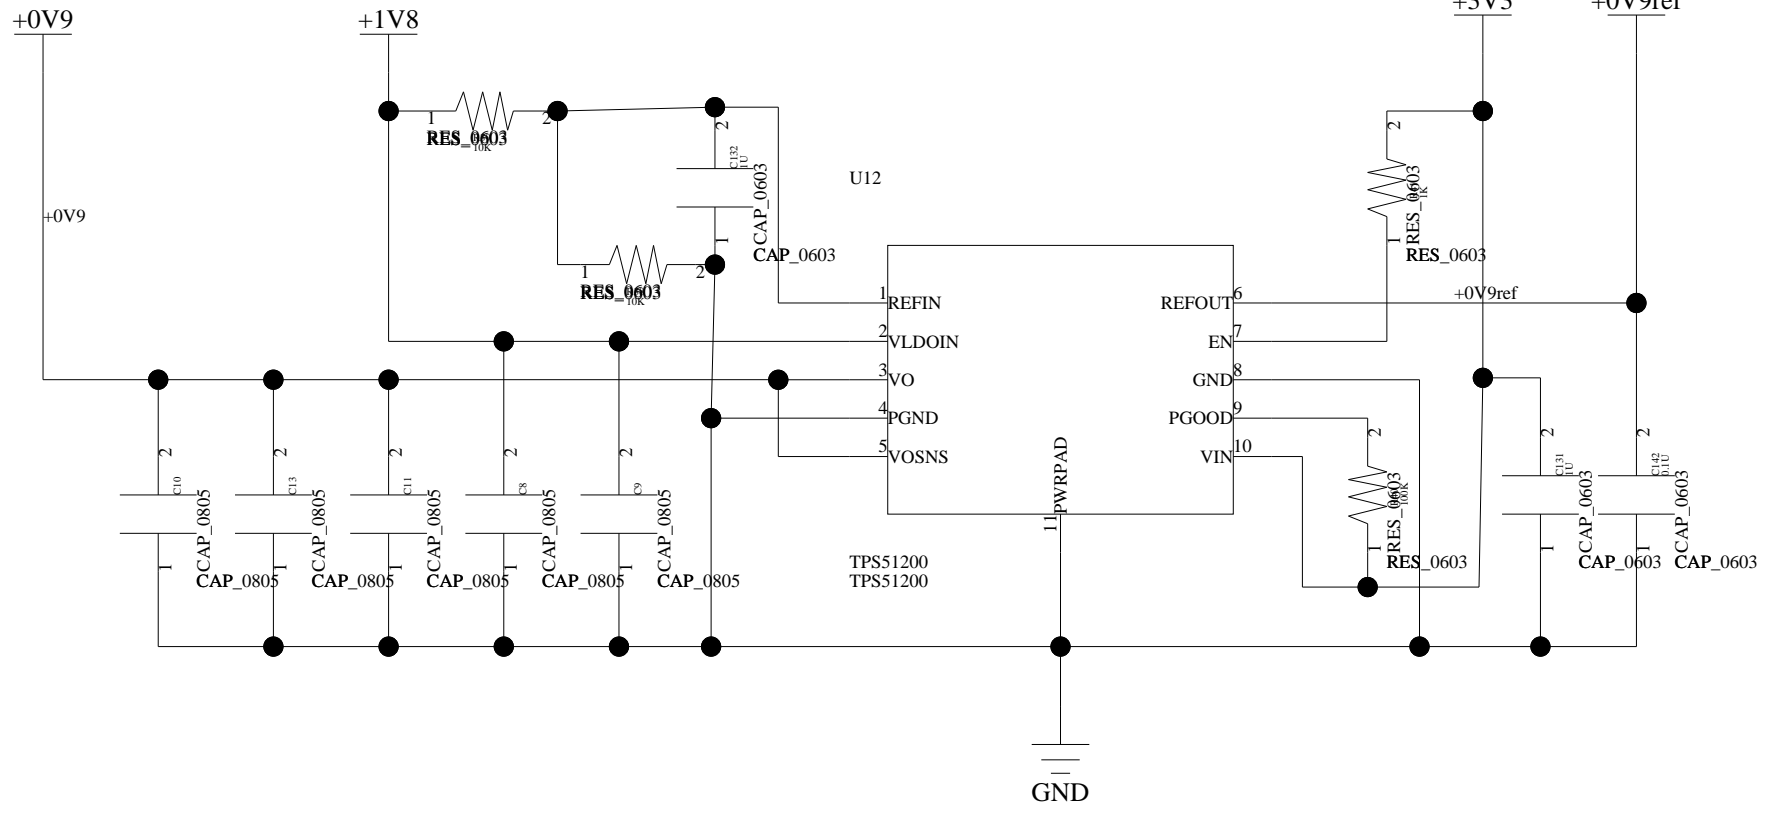 +0V9
+1V8
+3V3
+0V9ref
1
2
RES_0603
10K
2
C132
1U
CAP_0603
1
CAP_0603
U12
2
RES_0603
1K
1
RES_0603
+0V9
1
2
RES_0603
10K
1
REFIN
2
VLDOIN
3
VO
4
PGND
5
VOSNS
REFOUT
6
EN
7
GND
8
PGOOD
9
VIN
10
11
PWRPAD
+0V9ref
2
C10
CAP_0805
1
CAP_0805
2
C13
CAP_0805
1
CAP_0805
2
C11
CAP_0805
1
CAP_0805
2
C8
CAP_0805
1
CAP_0805
2
C9
CAP_0805
1
CAP_0805
TPS51200
TPS51200
2
RES_0603
100K
1
RES_0603
2
C131
1U
CAP_0603
1
CAP_0603
2
C142
0.1U
CAP_0603
1
CAP_0603
GND